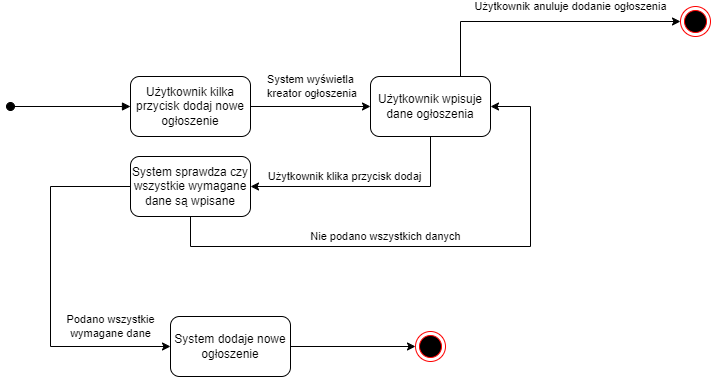 Użytkownik anuluje dodanie ogłoszenia
Użytkownik kilka
przycisk dodaj nowe
ogłoszenie
System wyświetla
kreator ogłoszenia
Użytkownik wpisuje
dane ogłoszenia
System sprawdza czy
wszystkie wymagane
dane są wpisane
Użytkownik klika przycisk dodaj
Nie podano wszystkich danych
Podano wszystkie
wymagane dane
System dodaje nowe
ogłoszenie